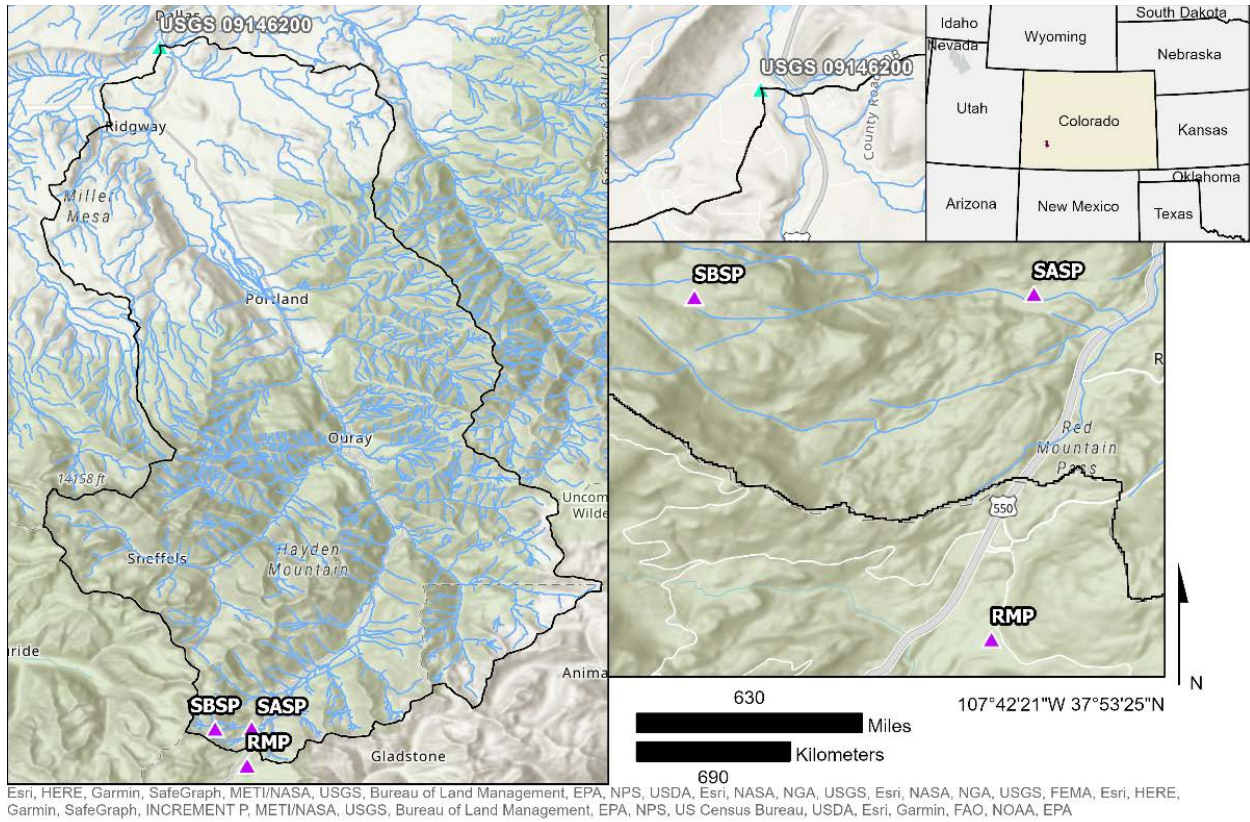 Dallas
USGS 09146200
Ridgway
Miller
Mesa
Portland
Ouray
14158 ft
Uncom
Wilde
Sneffels
Hayden
Mountain
uride
Anima
SBSP
SASP
RMP
Gladstone
USGS 09146200
County Road
Idaho
Nevada
Wyoming
South Dakota
Nebraska
Utah
Colorado
Kansas
Arizona
New Mexico
Oklahoma
Texas
SBSP
SASP
R
Red
Mountain
Pass
550
RMP
N
630
Miles
Kilometers
690
107°42'21"W 37°53'25"N
Esri, HERE, Garmin, SafeGraph, METI/NASA, USGS, Bureau of Land Management, EPA, NPS, USDA, Esri, NASA, NGA, USGS, Esri, NASA, NGA, USGS, FEMA, Esri, HERE,
Garmin, SafeGraph, INCREMENT P, METI/NASA, USGS, Bureau of Land Management, EPA, NPS, US Census Bureau, USDA, Esri, Garmin, FAO, NOAA, EPA